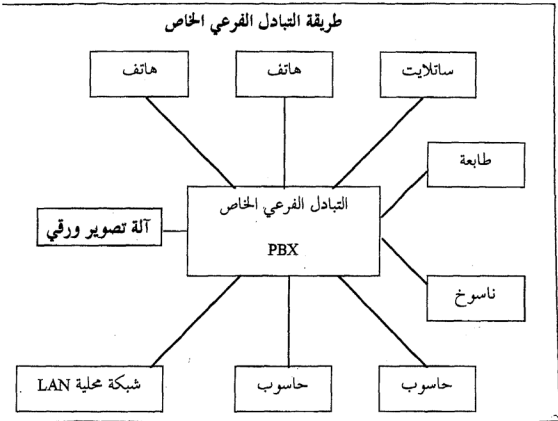 طريقة التبادل الفرعي الخاص
ساتلايت
هاتف
هاتف
طابعة
التبادل الفرعي الخاص
PBX
آلة تصوير ورقي
ناسوخ
حاسوب
حاسوب
شبكة محلية LAN